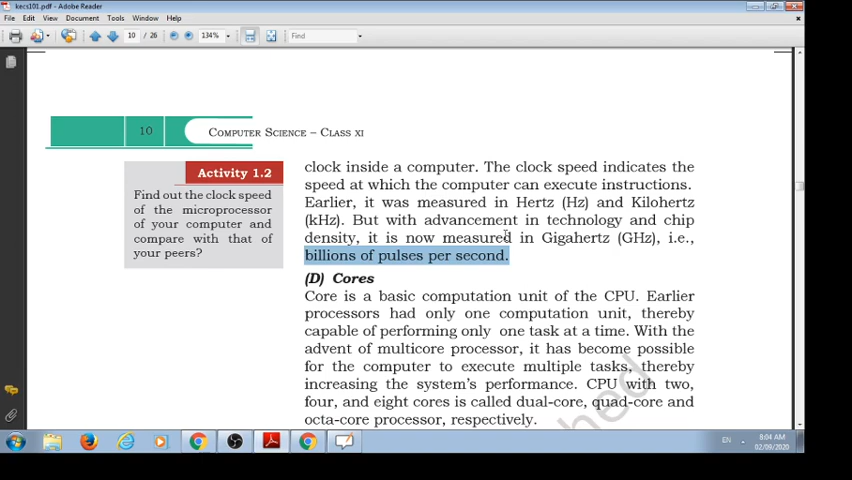 kecs101.pdf - Adobe Reader
File Edit View Document Tools Window Help
10 / 26 134% Find
10 COMPUTER SCIENCE – CLASS XI
Activity 1.2
Find out the clock speed
of the microprocessor
of your computer and
compare with that of
your peers?
clock inside a computer. The clock speed indicates the
speed at which the computer can execute instructions.
Earlier, it was measured in Hertz (Hz) and Kilohertz
(kHz). But with advancement in technology and chip
density, it is now measured in Gigahertz (GHz), i.e.,
billions of pulses per second.
(D) Cores
Core is a basic computation unit of the CPU. Earlier
processors had only one computation unit, thereby
capable of performing only one task at a time. With the
advent of multicore processor, it has become possible
for the computer to execute multiple tasks, thereby
increasing the system's performance. CPU with two,
four, and eight cores is called dual-core, quad-core and
octa-core processor, respectively.
hed
EN 8:04 AM
02/09/2020